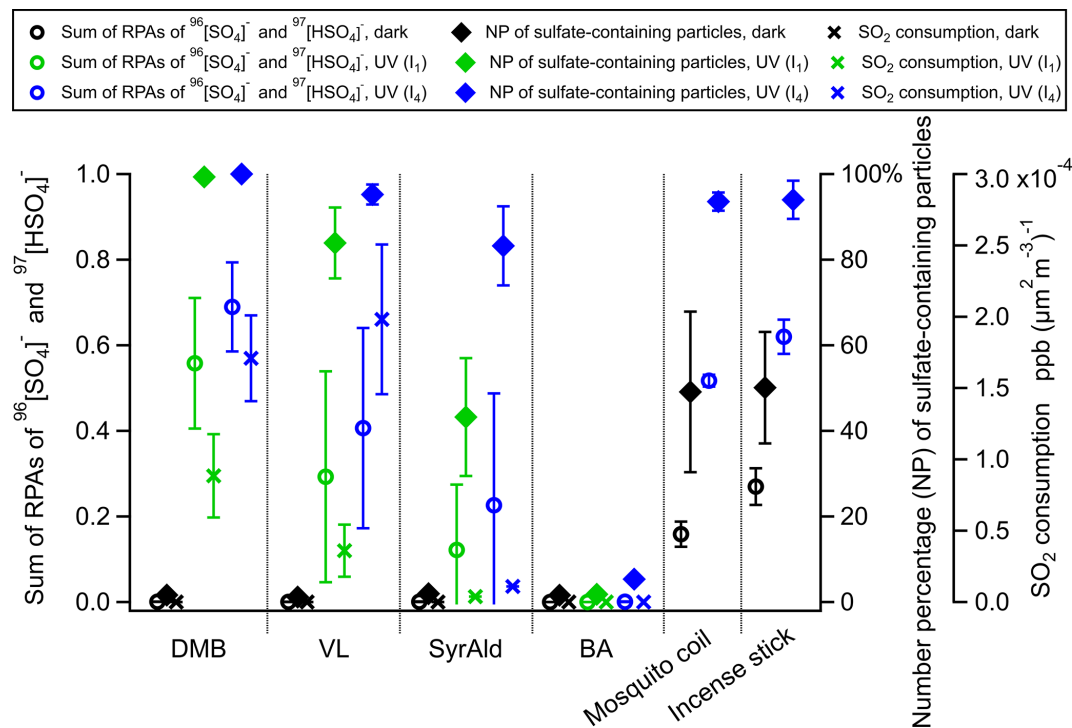 Sum of RPAs of ⁹⁶[SO₄]⁻ and ⁹⁷[HSO₄]⁻, dark
NP of sulfate-containing particles, dark
SO₂ consumption, dark
Sum of RPAs of ⁹⁶[SO₄]⁻ and ⁹⁷[HSO₄]⁻, UV (I₁)
NP of sulfate-containing particles, UV (I₁)
SO₂ consumption, UV (I₁)
Sum of RPAs of ⁹⁶[SO₄]⁻ and ⁹⁷[HSO₄]⁻, UV (I₄)
NP of sulfate-containing particles, UV (I₄)
SO₂ consumption, UV (I₄)
Sum of RPAs of ⁹⁶[SO₄]⁻ and ⁹⁷[HSO₄]⁻
1.0
0.8
0.6
0.4
0.2
0.0
100%
80
60
40
20
0
Number percentage (NP) of sulfate-containing particles
3.0 x10⁻⁴
2.5
2.0
1.5
1.0
0.5
0.0
SO₂ consumption ppb (μm² m⁻³)⁻¹
DMB
VL
SyrAld
BA
Mosquito coil
Incense stick